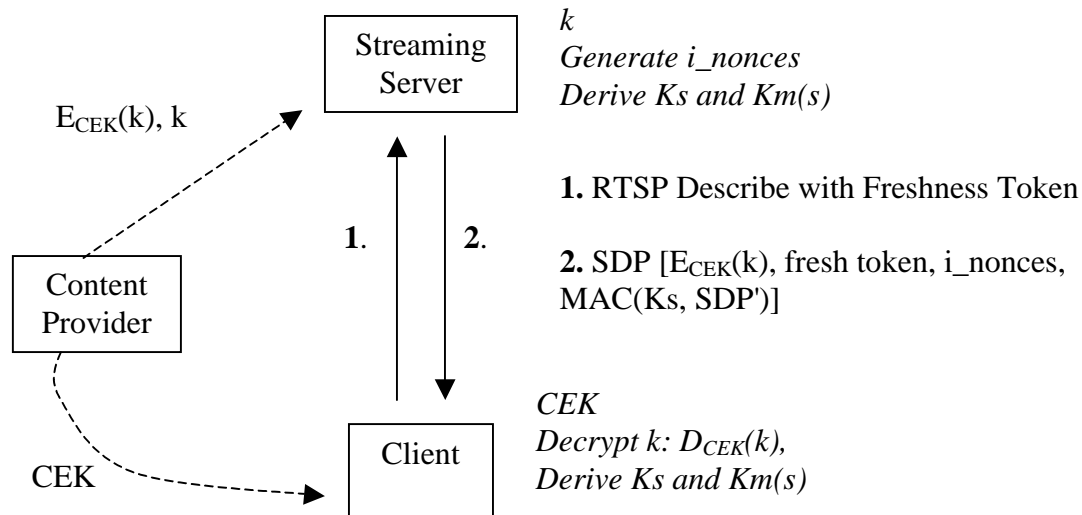 Streaming
Server
k
Generate i_nonces
Derive Ks and Km(s)
E_CEK(k), k
1. RTSP Describe with Freshness Token
1.
2.
2. SDP [E_CEK(k), fresh token, i_nonces,
MAC(Ks, SDP')]
Content
Provider
CEK
Decrypt k: D_CEK(k),
Derive Ks and Km(s)
Client
CEK